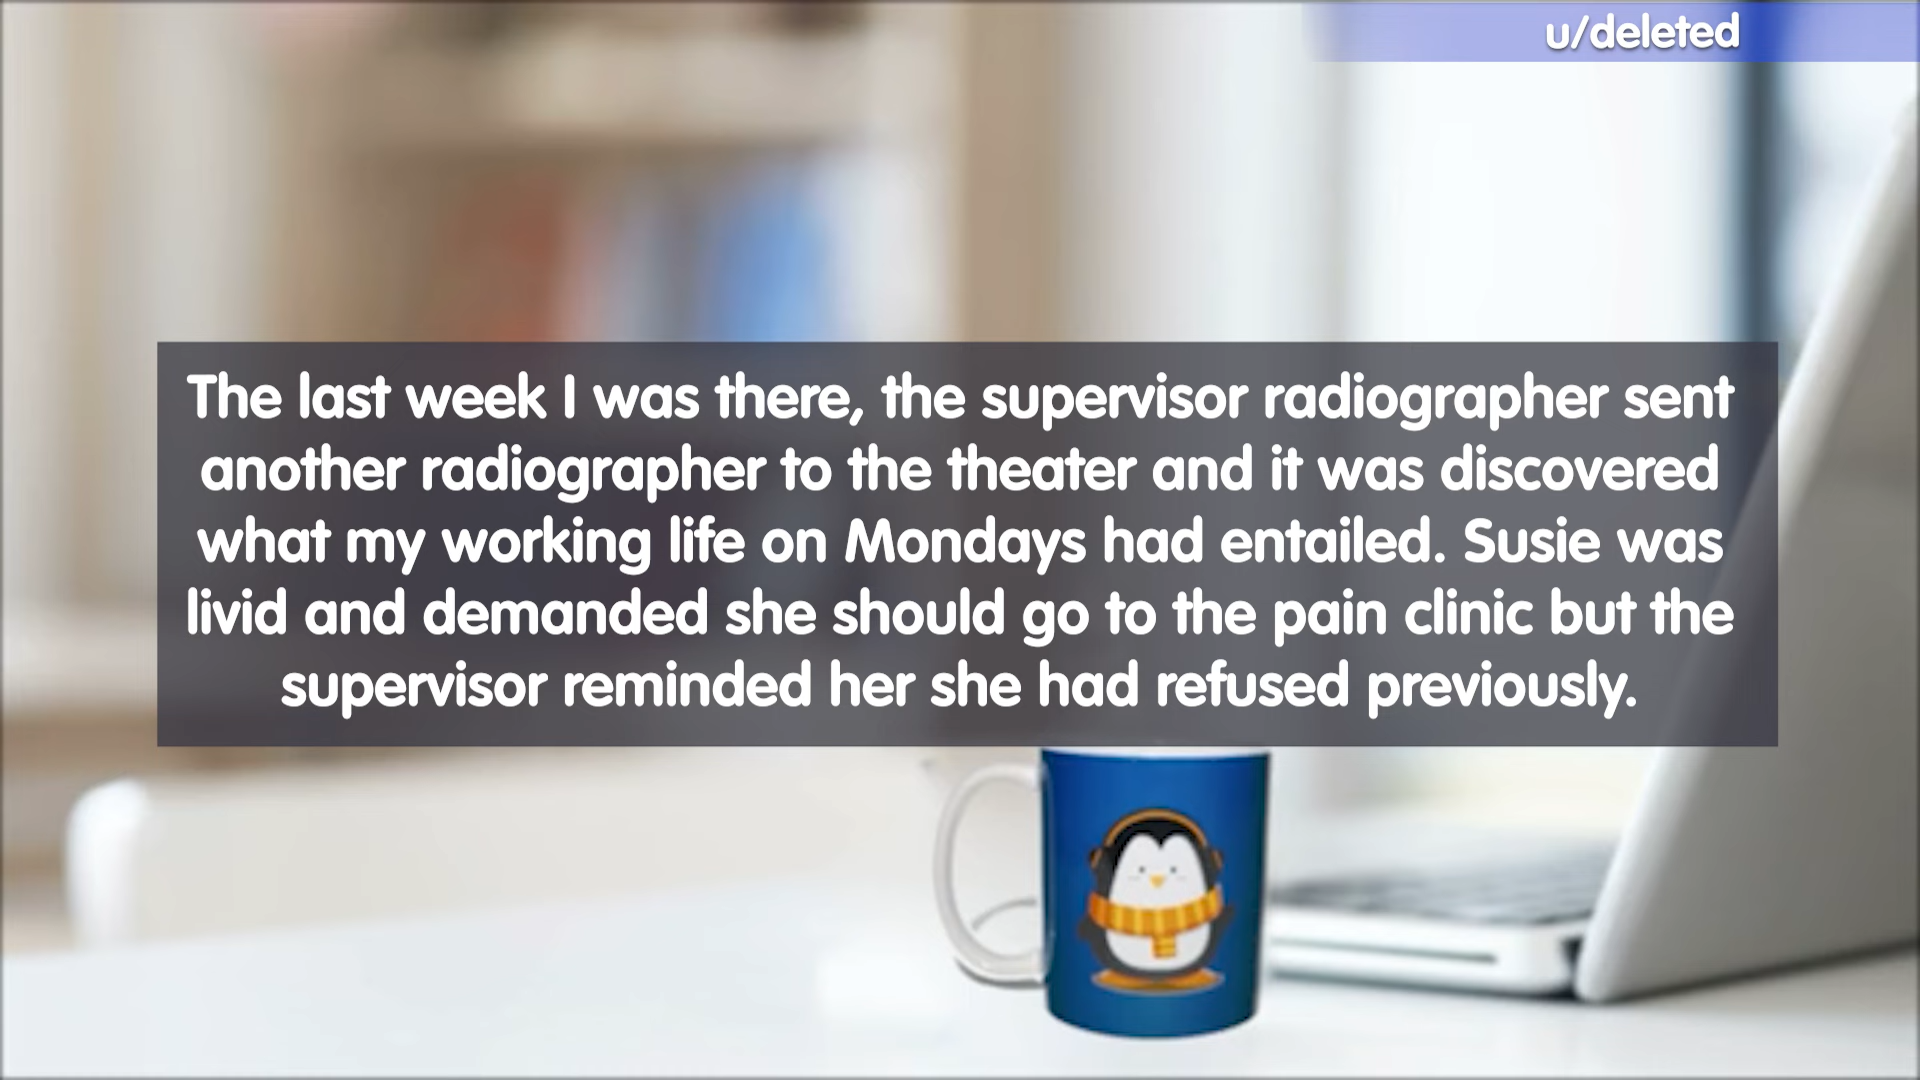 u/deleted
The last week I was there, the supervisor radiographer sent
another radiographer to the theater and it was discovered
what my working life on Mondays had entailed. Susie was
livid and demanded she should go to the pain clinic but the
supervisor reminded her she had refused previously.